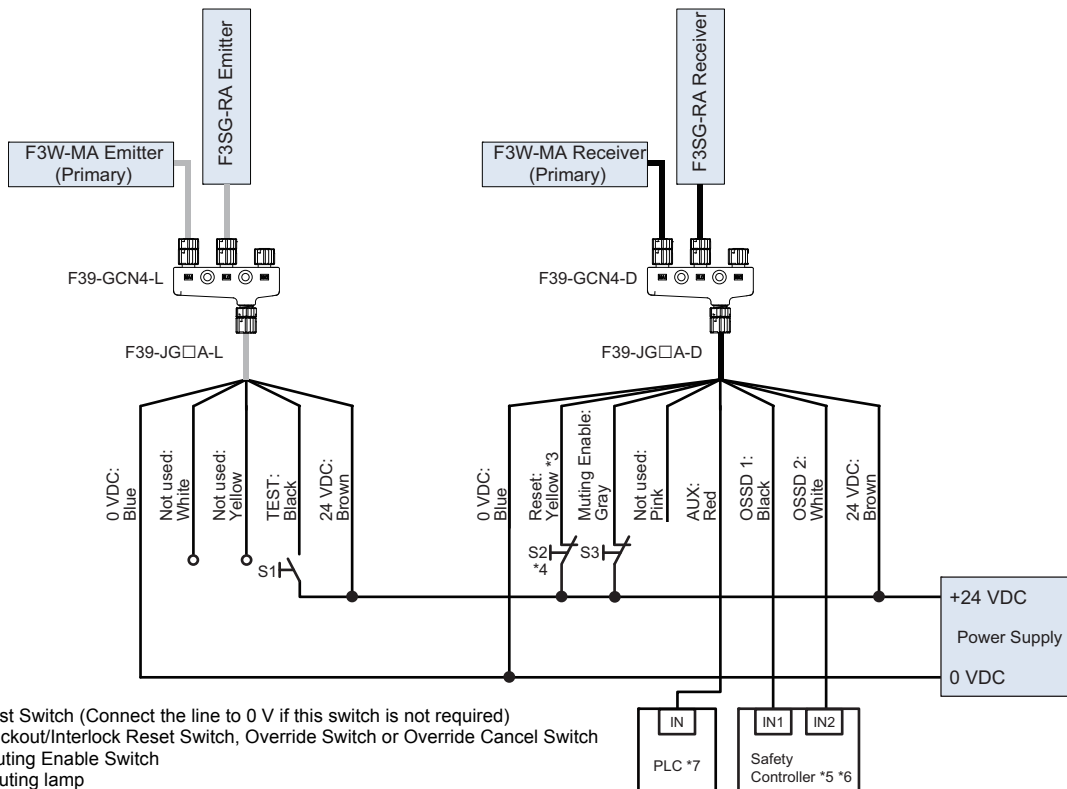 F3SG-RA Emitter
F3W-MA Emitter
(Primary)
F39-GCN4-L
F39-JG□A-L
0 VDC:
Blue
Not used:
White
Not used:
Yellow
TEST:
Black
24 VDC:
Brown
S1
F3SG-RA Receiver
F3W-MA Receiver
(Primary)
F39-GCN4-D
F39-JG□A-D
0 VDC:
Blue
Reset:
Yellow *3
Muting Enable:
Gray
Not used:
Pink
AUX:
Red
OSSD 1:
Black
OSSD 2:
White
24 VDC:
Brown
S2
*4
S3
+24 VDC
Power Supply
0 VDC
IN
PLC *7
IN1
IN2
Safety
Controller *5 *6
st Switch (Connect the line to 0 V if this switch is not required)
ckout/Interlock Reset Switch, Override Switch or Override Cancel Switch
uting Enable Switch
uting lamp